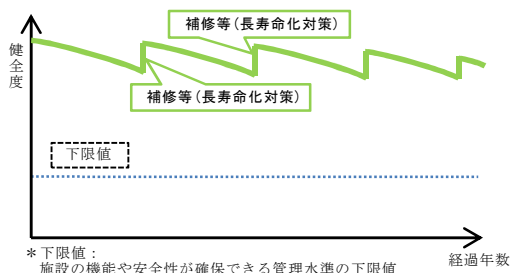 補修等(長寿命化対策)
健全度
補修等(長寿命化対策)
下限値
経過年数
*下限値:
施設の機能や安全性が確保できる管理水準の下限値